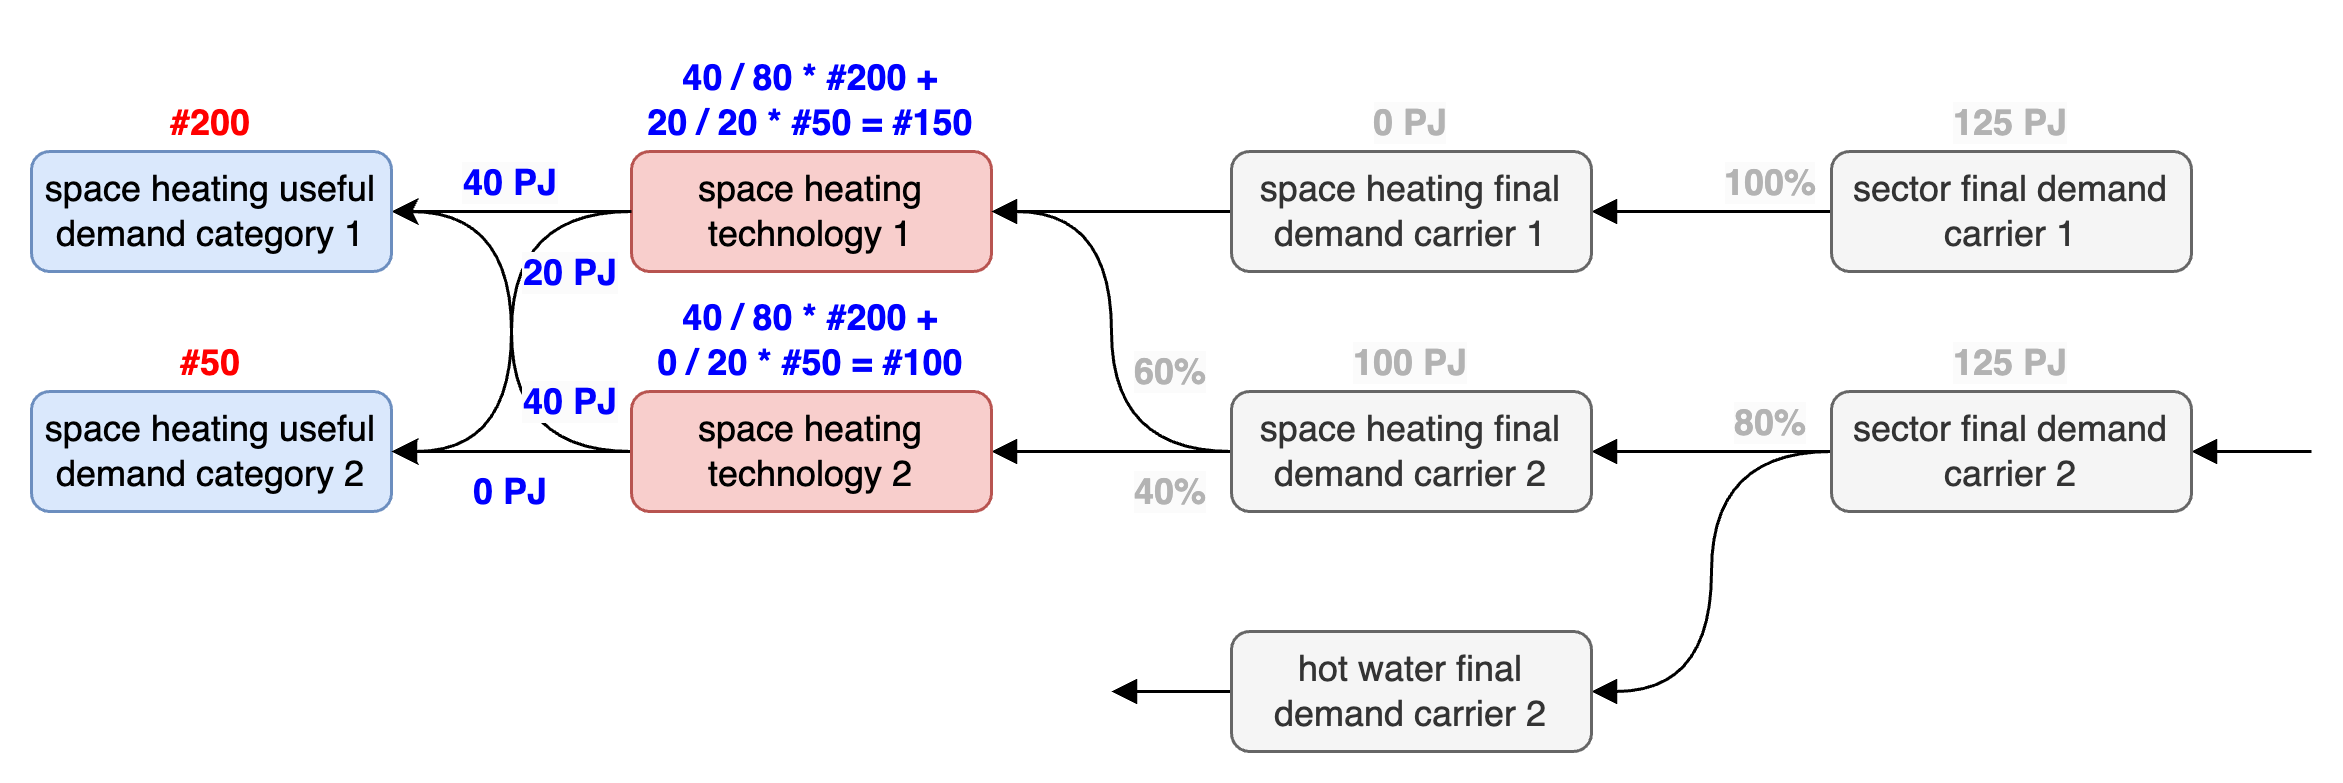 40 / 80 * #200 +
20 / 20 * #50 = #150
#200
0 PJ
125 PJ
space heating useful
demand category 1
40 PJ
space heating
technology 1
space heating final
demand carrier 1
100%
sector final demand
carrier 1
20 PJ
40 / 80 * #200 +
0 / 20 * #50 = #100
#50
60%
100 PJ
125 PJ
space heating useful
demand category 2
40 PJ
0 PJ
space heating
technology 2
40%
space heating final
demand carrier 2
80%
sector final demand
carrier 2
hot water final
demand carrier 2